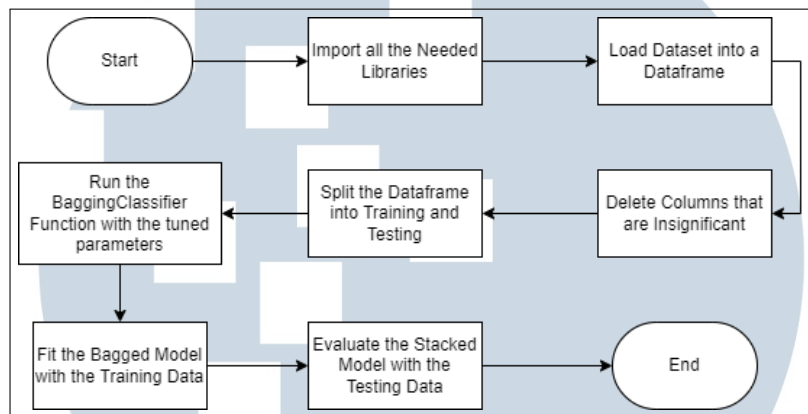 Start
Import all the Needed
Libraries
Load Dataset into a
Dataframe
Delete Columns that
are Insignificant
Split the Dataframe
into Training and
Testing
Run the
BaggingClassifier
Function with the tuned
parameters
Fit the Bagged Model
with the Training Data
Evaluate the Stacked
Model with the
Testing Data
End